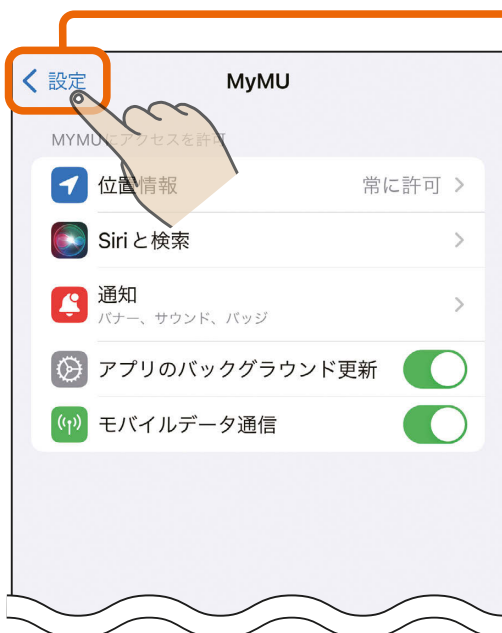 設定
MyMU
MYMUにアクセスを許可
位置情報 常に許可
Siriと検索
通知
バナー、サウンド、バッジ
アプリのバックグラウンド更新
モバイルデータ通信